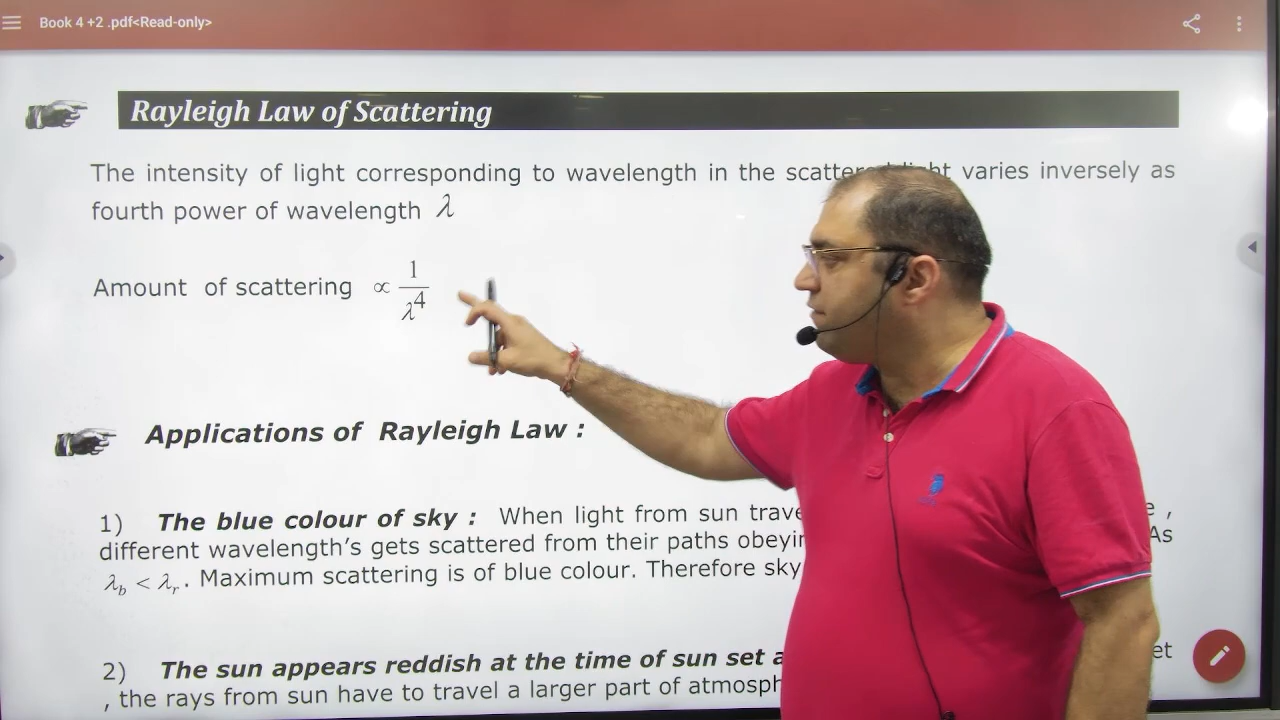 Book 4 +2 .pdf<Read-only>
Rayleigh Law of Scattering
The intensity of light corresponding to wavelength in the varies inversely as
fourth power of wavelength λ
Amount of scattering ∝ 1/λ⁴
Applications of Rayleigh Law :
1) The blue colour of sky : When light from sun ,
different wavelength's gets scattered from their paths As
λb < λr. Maximum scattering is of blue colour. Therefore sky
2) The sun appears reddish at the time of sun set
, the rays from sun have to travel a larger part of